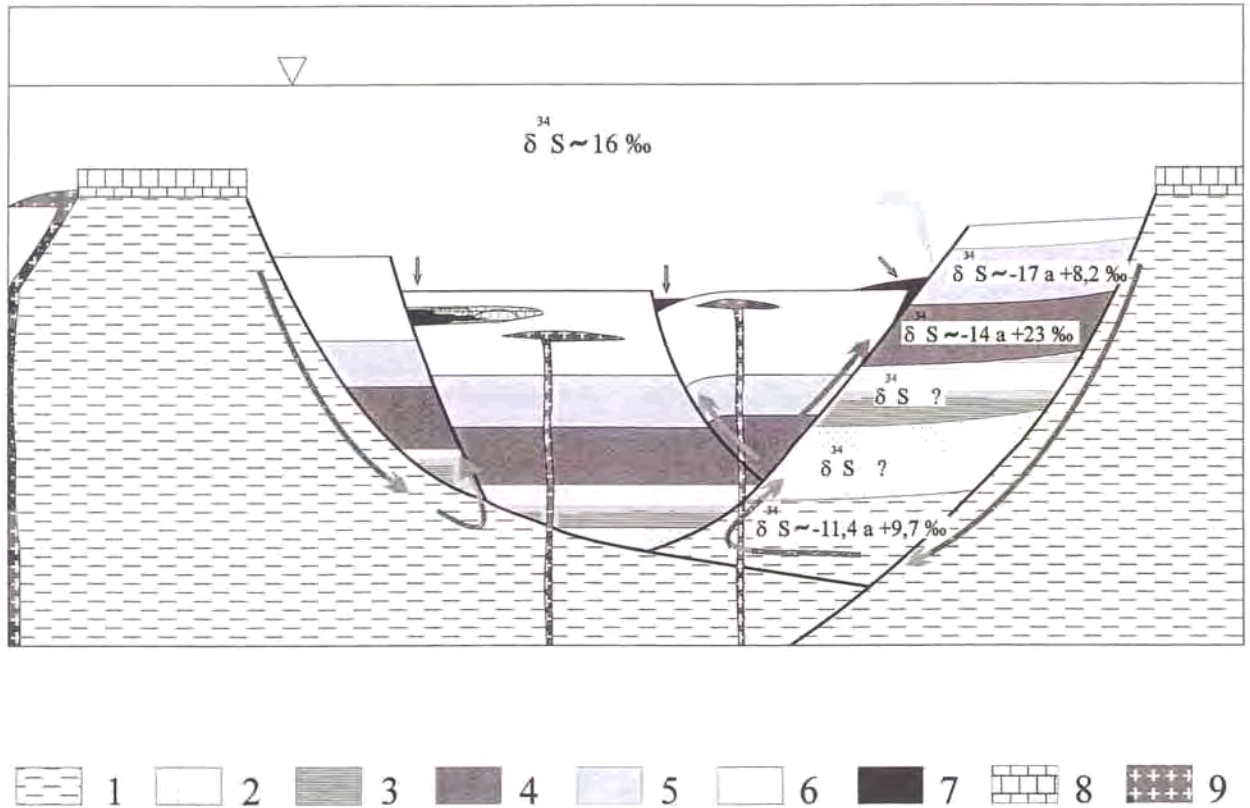 δ34S ~ 16 ‰
δ34S ~ -17 a +8,2 ‰
δ34S ~ -14 a +23 ‰
δ34S ?
δ34S ?
δ34S ~ -11,4 a +9,7 ‰
1 2 3 4 5 6 7 8 9